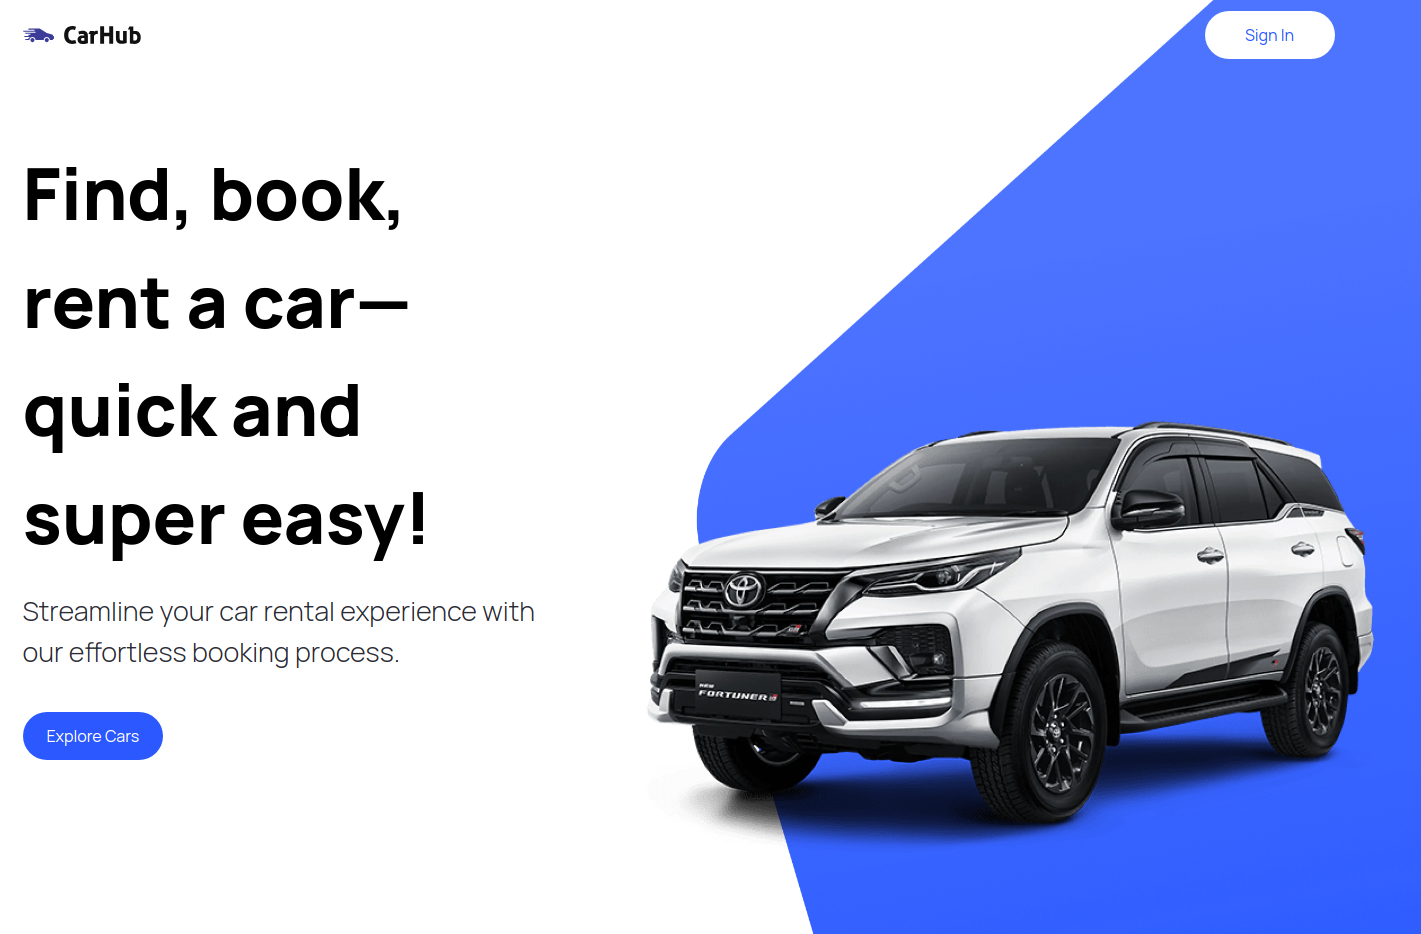 CarHub
Sign In
Find, book,
rent a car—
quick and
super easy!
Streamline your car rental experience with
our effortless booking process.
Explore Cars
NEW
FORTUNER